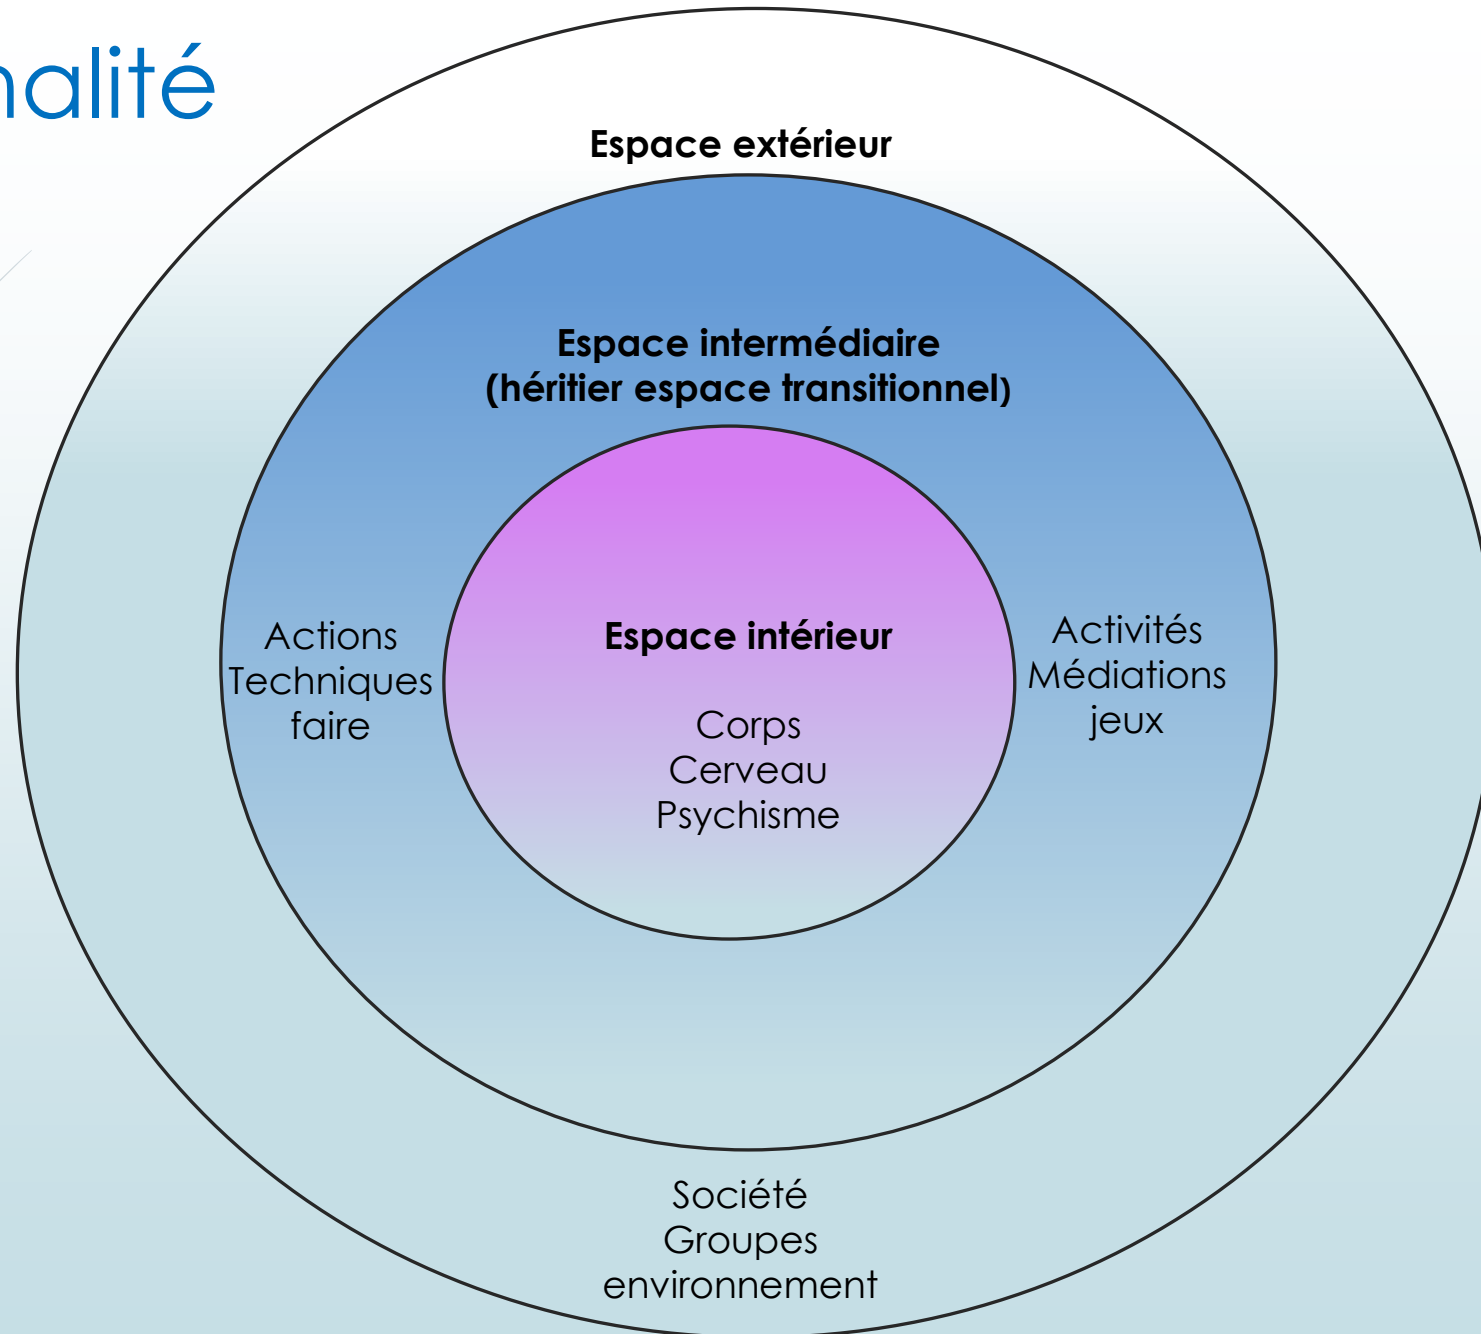 nalité
Espace extérieur
Espace intermédiaire
(héritier espace transitionnel)
Actions
Techniques
faire
Espace intérieur
Corps
Cerveau
Psychisme
Activités
Médiations
jeux
Société
Groupes
environnement